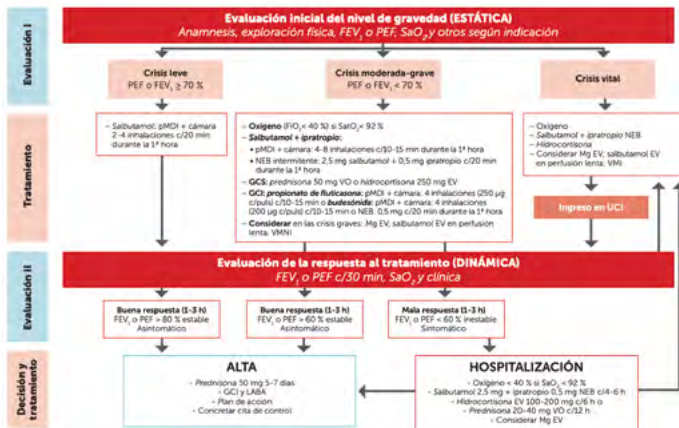 Evaluación I
Evaluación inicial del nivel de gravedad (ESTÁTICA)
Anamnesis, exploración física, FEV1 o PEF, SaO2 y otros según indicación
Crisis leve
PEF o FEV1 ≥ 70 %
Crisis moderada-grave
PEF o FEV1 < 70 %
Crisis vital
Tratamiento
– Salbutamol: pMDI + cámara
2-4 inhalaciones c/20 min
durante la 1ª hora
– Oxígeno (FiO2< 40 %) si SatO2< 92 %
– Salbutamol + ipratropio:
• pMDI + cámara: 4-8 inhalaciones c/10-15 min durante la 1ª hora
• NEB intermitente: 2,5 mg salbutamol + 0,5 mg ipratropio c/20 min
durante la 1ª hora
– GCS: prednisona 50 mg VO o hidrocortisona 250 mg EV
– GCI: propionato de fluticasona: pMDI + cámara: 4 inhalaciones (250 µg
c/puls) c/10-15 min o budesónida: pMDI + cámara: 4 inhalaciones
(200 µg c/puls) c/10-15 min o NEB: 0,5 mg c/20 min durante la 1ª hora
– Considerar en las crisis graves: Mg EV, salbutamol EV en perfusión
lenta, VMNI
– Oxígeno
– Salbutamol + ipratropio NEB
– Hidrocortisona
– Considerar Mg EV, salbutamol EV
en perfusión lenta; VMI
Ingreso en UCI
Evaluación II
Evaluación de la respuesta al tratamiento (DINÁMICA)
FEV1 o PEF c/30 min, SaO2 y clínica
Buena respuesta (1-3 h)
FEV1 o PEF > 80 % estable
Asintomático
Buena respuesta (1-3 h)
FEV1 o PEF > 60 % estable
Asintomático
Mala respuesta (1-3 h)
FEV1 o PEF < 60 % inestable
Sintomático
Decisión y
tratamiento
ALTA
- Prednisona 50 mg 5-7 días
- GCI y LABA
- Plan de acción
- Concretar cita de control
HOSPITALIZACIÓN
- Oxígeno < 40 % si SaO2 < 92 %
- Salbutamol 2,5 mg + ipratropio 0,5 mg NEB c/4-6 h
- Hidrocortisona EV 100-200 mg c/6 h o
- Prednisona 20-40 mg VO c/12 h
- Considerar Mg EV